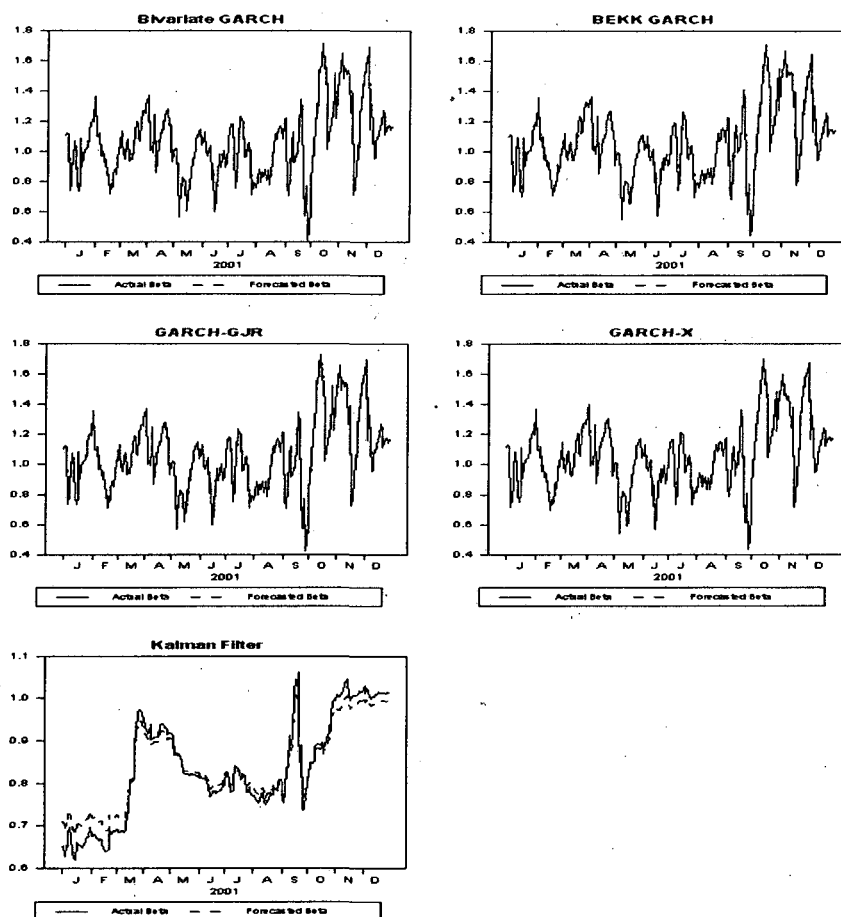 Bivariate GARCH
1.8
1.6
1.4
1.2
1.0
0.8
0.6
0.4
J F M A M J J A S O N D
2001
Actual Beta Forecasted Beta
BEKK GARCH
1.8
1.6
1.4
1.2
1.0
0.8
0.6
0.4
J F M A M J J A S O N D
2001
Actual Beta Forecasted Beta
GARCH-GJR
1.8
1.6
1.4
1.2
1.0
0.8
0.6
0.4
J F M A M J J A S O N D
2001
Actual Beta Forecasted Beta
GARCH-X
1.8
1.6
1.4
1.2
1.0
0.8
0.6
0.4
J F M A M J J A S O N D
2001
Actual Beta Forecasted Beta
Kalman Filter
1.1
1.0
0.9
0.8
0.7
0.6
J F M A M J J A S O N D
2001
Actual Beta Forecasted Beta